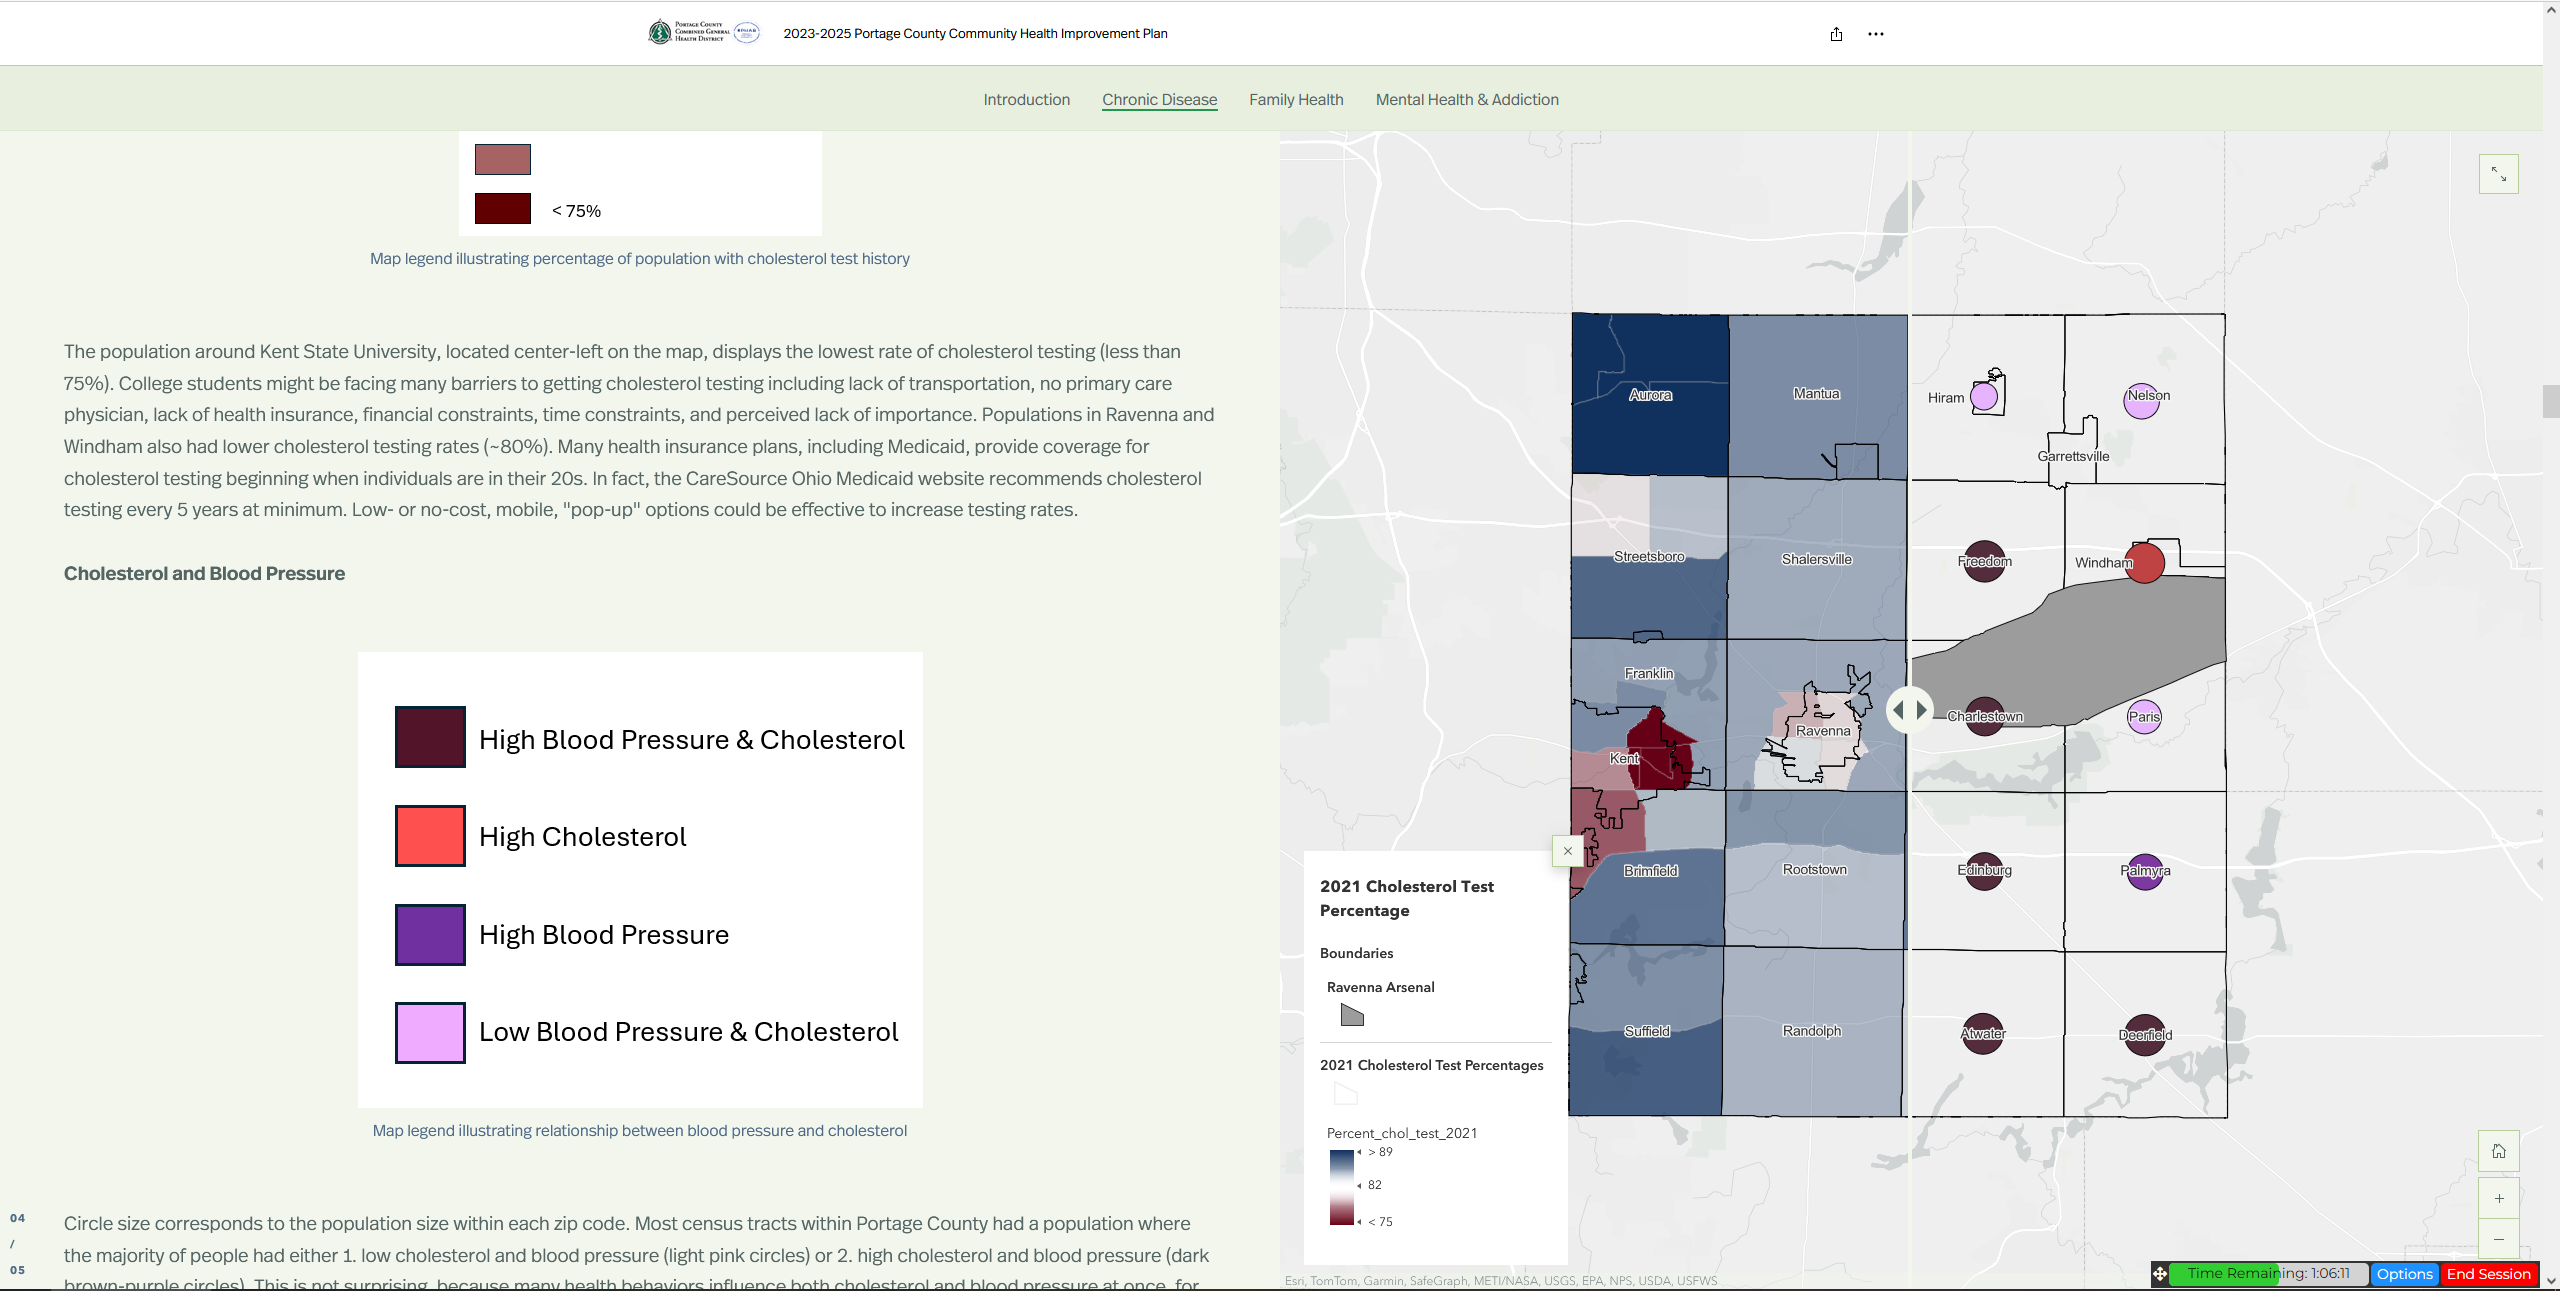 PORTAGE COUNTY
COMBINED GENERAL
HEALTH DISTRICT
2023-2025 Portage County Community Health Improvement Plan
Introduction
Chronic Disease
Family Health
Mental Health & Addiction
< 75%
Map legend illustrating percentage of population with cholesterol test history
The population around Kent State University, located center-left on the map, displays the lowest rate of cholesterol testing (less than
75%). College students might be facing many barriers to getting cholesterol testing including lack of transportation, no primary care
physician, lack of health insurance, financial constraints, time constraints, and perceived lack of importance. Populations in Ravenna and
Windham also had lower cholesterol testing rates (~80%). Many health insurance plans, including Medicaid, provide coverage for
cholesterol testing beginning when individuals are in their 20s. In fact, the CareSource Ohio Medicaid website recommends cholesterol
testing every 5 years at minimum. Low- or no-cost, mobile, "pop-up" options could be effective to increase testing rates.
Cholesterol and Blood Pressure
High Blood Pressure & Cholesterol
High Cholesterol
High Blood Pressure
Low Blood Pressure & Cholesterol
Map legend illustrating relationship between blood pressure and cholesterol
04
/
05
Circle size corresponds to the population size within each zip code. Most census tracts within Portage County had a population where
the majority of people had either 1. low cholesterol and blood pressure (light pink circles) or 2. high cholesterol and blood pressure (dark
brown-purple circles). This is not surprising, because many health behaviors influence both cholesterol and blood pressure at once, for
Aurora
Mantua
Hiram
Nelson
Garrettsville
Streetsboro
Shalersville
Freedom
Windham
Franklin
Kent
Ravenna
Charlestown
Paris
Brimfield
Rootstown
Edinburg
Palmyra
Suffield
Randolph
Atwater
Deerfield
2021 Cholesterol Test
Percentage
Boundaries
Ravenna Arsenal
2021 Cholesterol Test Percentages
Percent_chol_test_2021
> 89
82
< 75
Esri, TomTom, Garmin, SafeGraph, METI/NASA, USGS, EPA, NPS, USDA, USFWS
Time Remaining: 1:06:11
Options
End Session